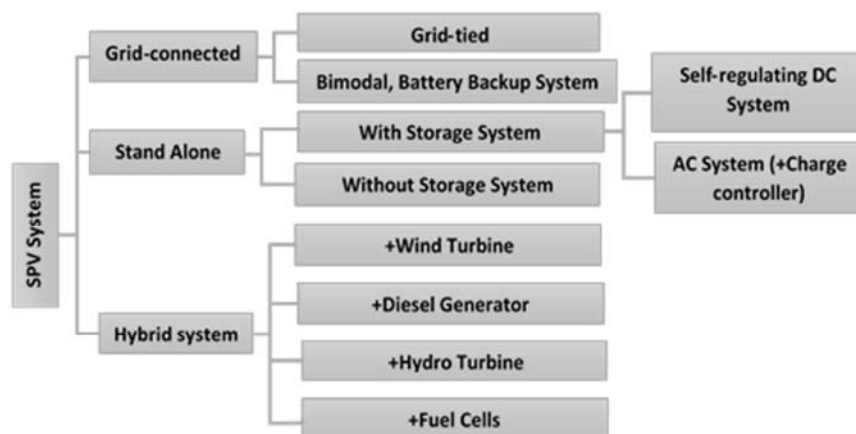 SPV System
Grid-connected
Grid-tied
Bimodal, Battery Backup System
Stand Alone
With Storage System
Self-regulating DC
System
AC System (+Charge
controller)
Without Storage System
Hybrid system
+Wind Turbine
+Diesel Generator
+Hydro Turbine
+Fuel Cells